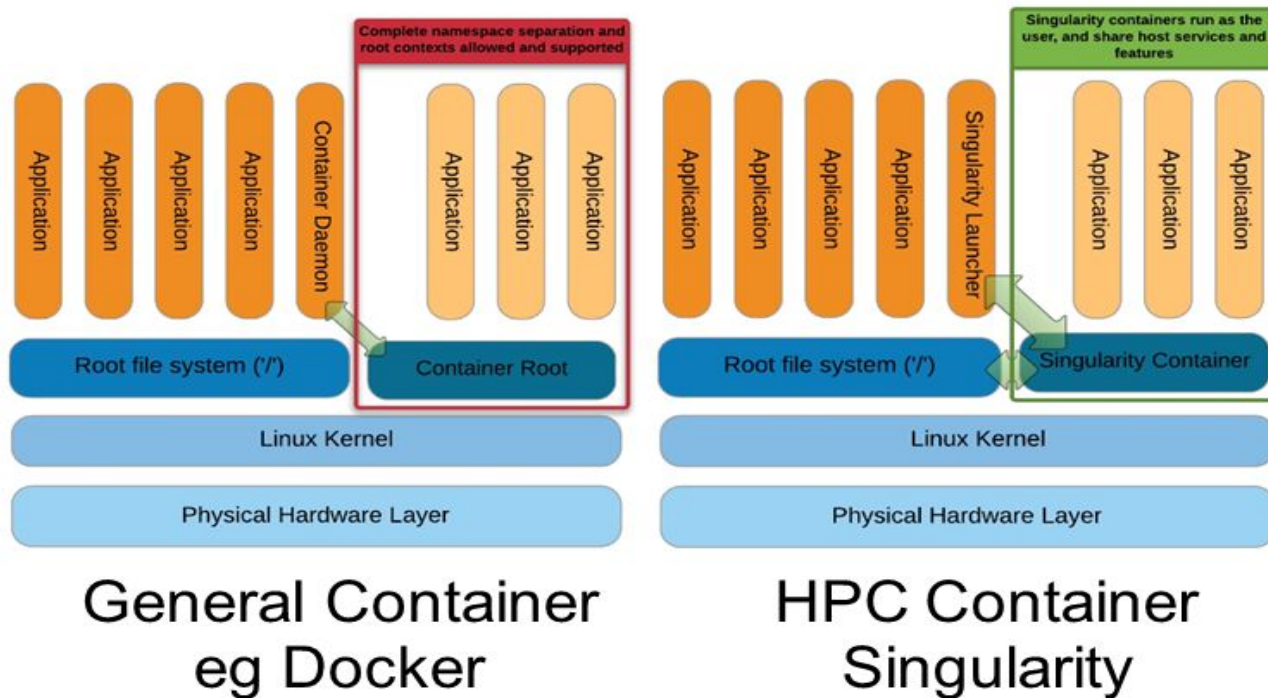 Complete namespace separation and
root contexts allowed and supported
Application
Application
Application
Application
Container Daemon
Application
Application
Application
Root file system ('/')
Container Root
Linux Kernel
Physical Hardware Layer
General Container
eg Docker
Singularity containers run as the
user, and share host services and
features
Application
Application
Application
Application
Singularity Launcher
Application
Application
Application
Root file system ('/')
Singularity Container
Linux Kernel
Physical Hardware Layer
HPC Container
Singularity